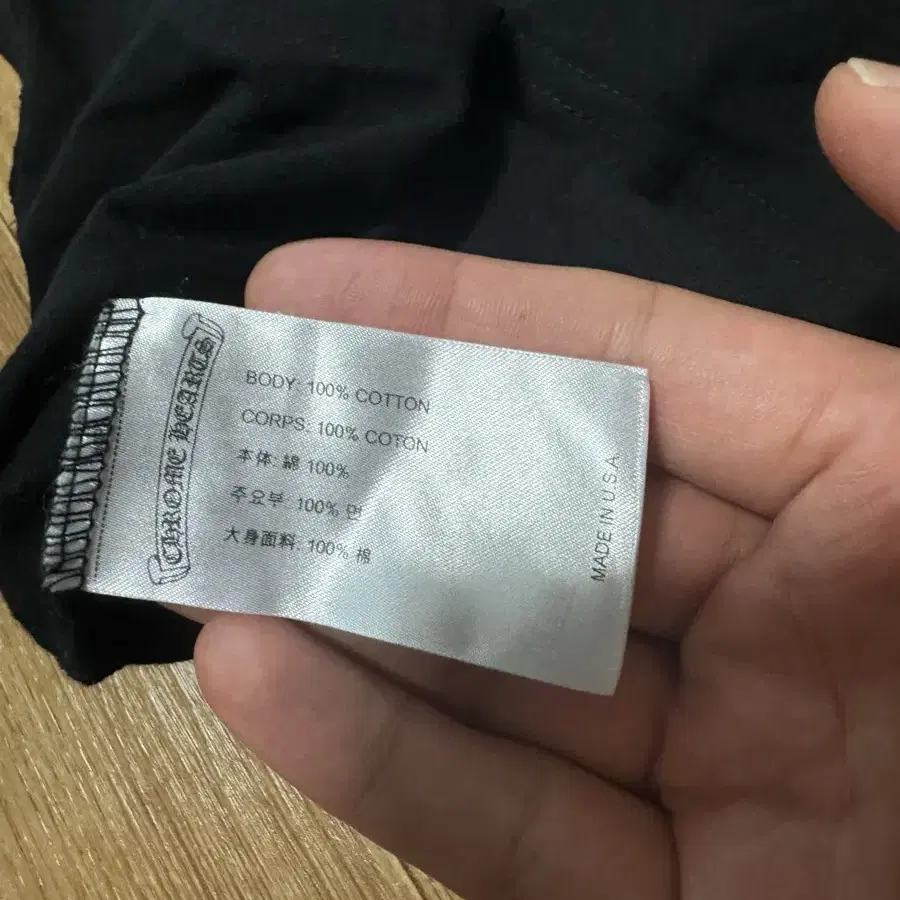 CHROME HEARTS
BODY: 100% COTTON
CORPS: 100% COTON
本体: 綿 100%
주요부: 100% 면
大身面料: 100% 棉
MADE IN U.S.A.